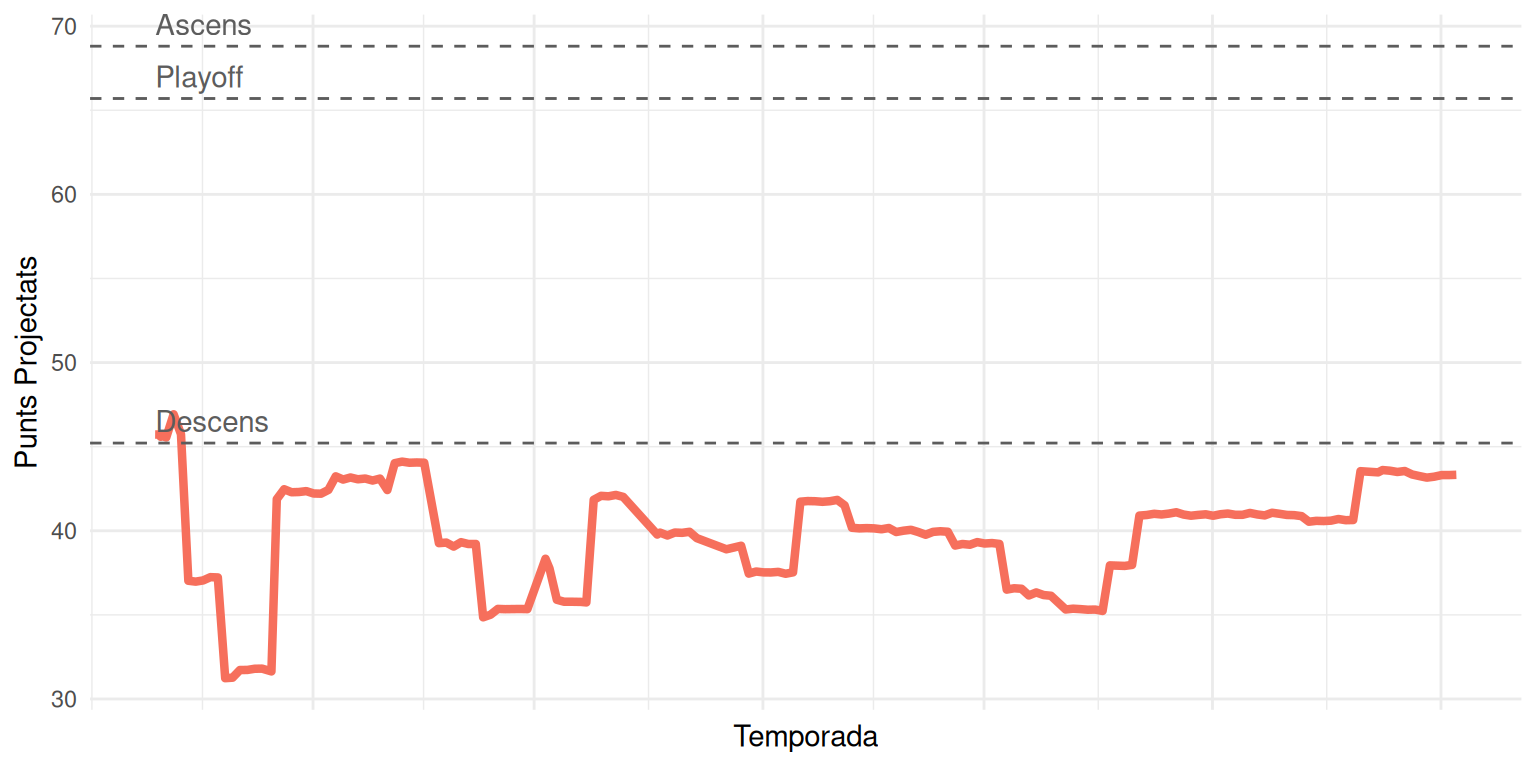 70
Ascens
Playoff
60
50
Descens
40
30
Punts Projectats
Temporada